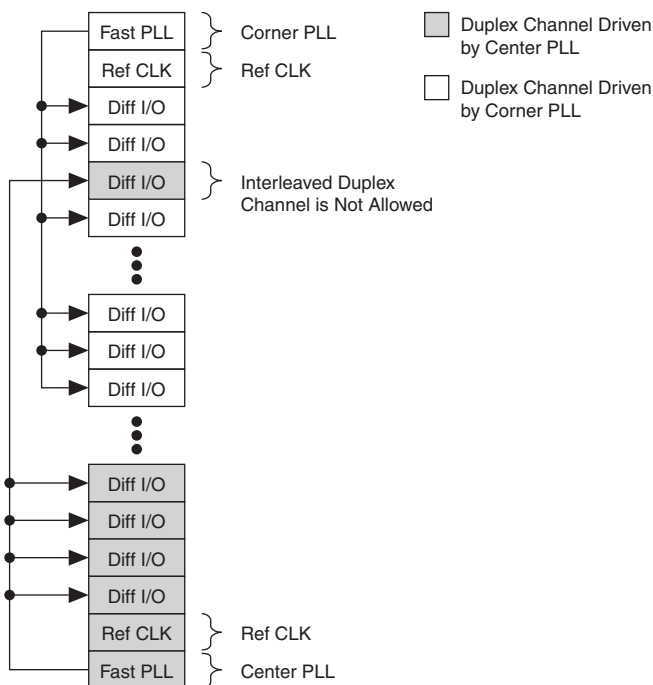 Fast PLL
Corner PLL
Duplex Channel Driven
by Center PLL
Ref CLK
Ref CLK
Duplex Channel Driven
by Corner PLL
Diff I/O
Diff I/O
Diff I/O
Interleaved Duplex
Channel is Not Allowed
Diff I/O
Diff I/O
Diff I/O
Diff I/O
Diff I/O
Diff I/O
Diff I/O
Diff I/O
Ref CLK
Ref CLK
Fast PLL
Center PLL